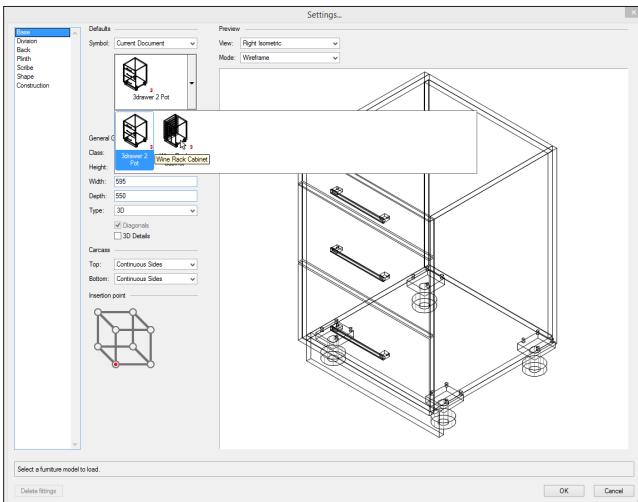 Settings...
Base
Division
Back
Plinth
Scribe
Shape
Construction
Defaults
Symbol: Current Document
3
3drawer 2 Pot
3
3drawer 2
Pot
3
Wine Rack Cabinet
General
Class:
Height:
Width: 595
Depth: 550
Type: 3D
Diagonals
3D Details
Carcass
Top: Continuous Sides
Bottom: Continuous Sides
Insertion point
Preview
View: Right Isometric
Mode: Wireframe
Select a furniture model to load.
Delete fittings
OK
Cancel